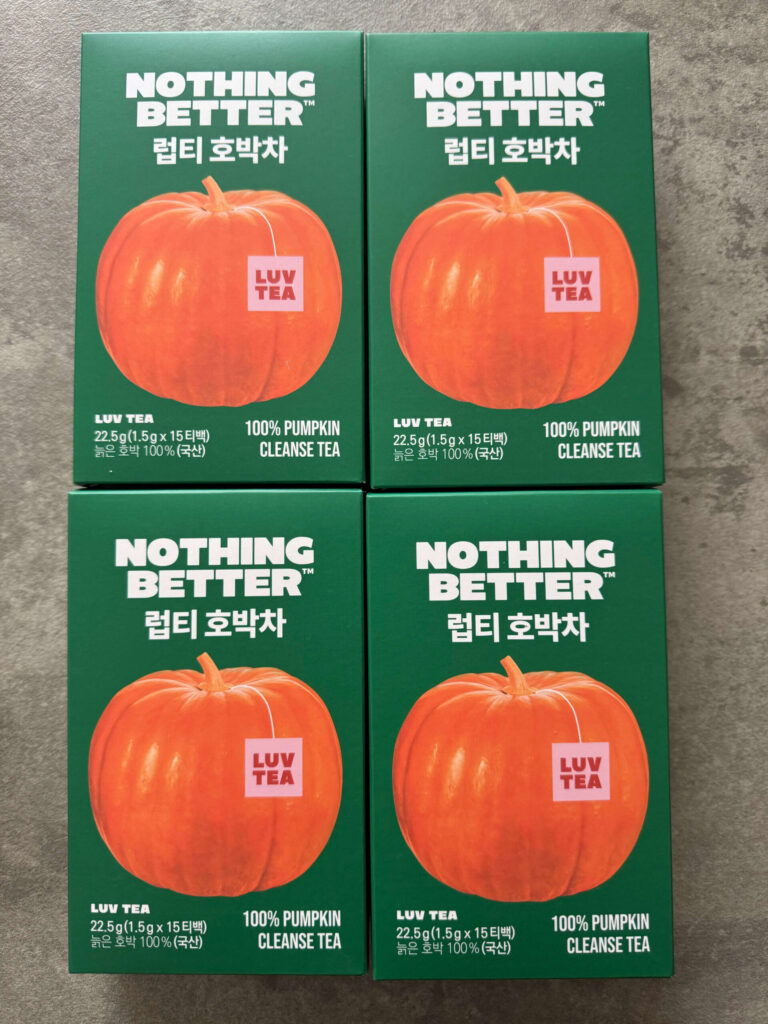 NOTHING
BETTER™
럽티 호박차
LUV
TEA
LUV TEA
22.5g(1.5g x 15티백)
늙은 호박 100%(국산)
100% PUMPKIN
CLEANSE TEA
NOTHING
BETTER™
럽티 호박차
LUV
TEA
LUV TEA
22.5g(1.5g x 15티백)
늙은 호박 100%(국산)
100% PUMPKIN
CLEANSE TEA
NOTHING
BETTER™
럽티 호박차
LUV
TEA
LUV TEA
22.5g(1.5g x 15티백)
늙은 호박 100%(국산)
100% PUMPKIN
CLEANSE TEA
NOTHING
BETTER™
럽티 호박차
LUV
TEA
LUV TEA
22.5g(1.5g x 15티백)
늙은 호박 100%(국산)
100% PUMPKIN
CLEANSE TEA